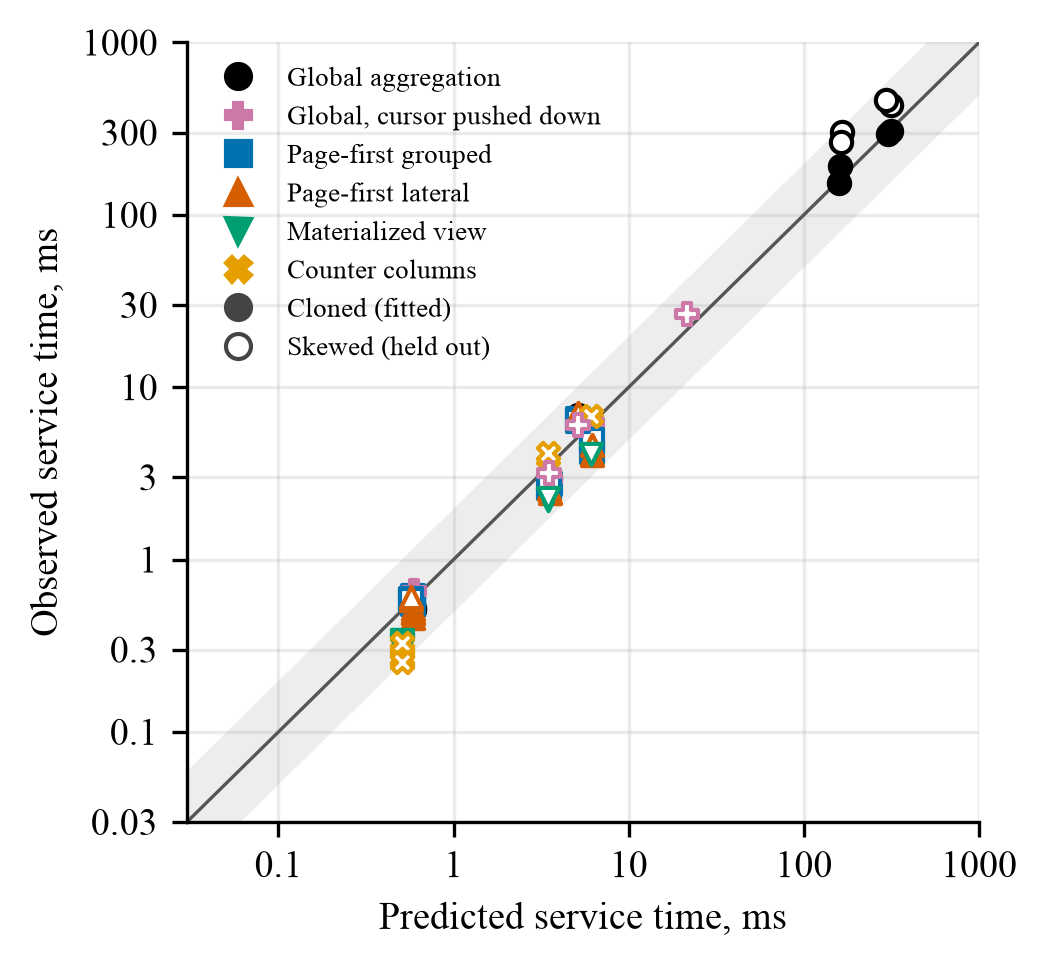 1000
300
100
30
10
3
1
0.3
0.1
0.03
Observed service time, ms
Global aggregation
Global, cursor pushed down
Page-first grouped
Page-first lateral
Materialized view
Counter columns
Cloned (fitted)
Skewed (held out)
0.1 1 10 100 1000
Predicted service time, ms